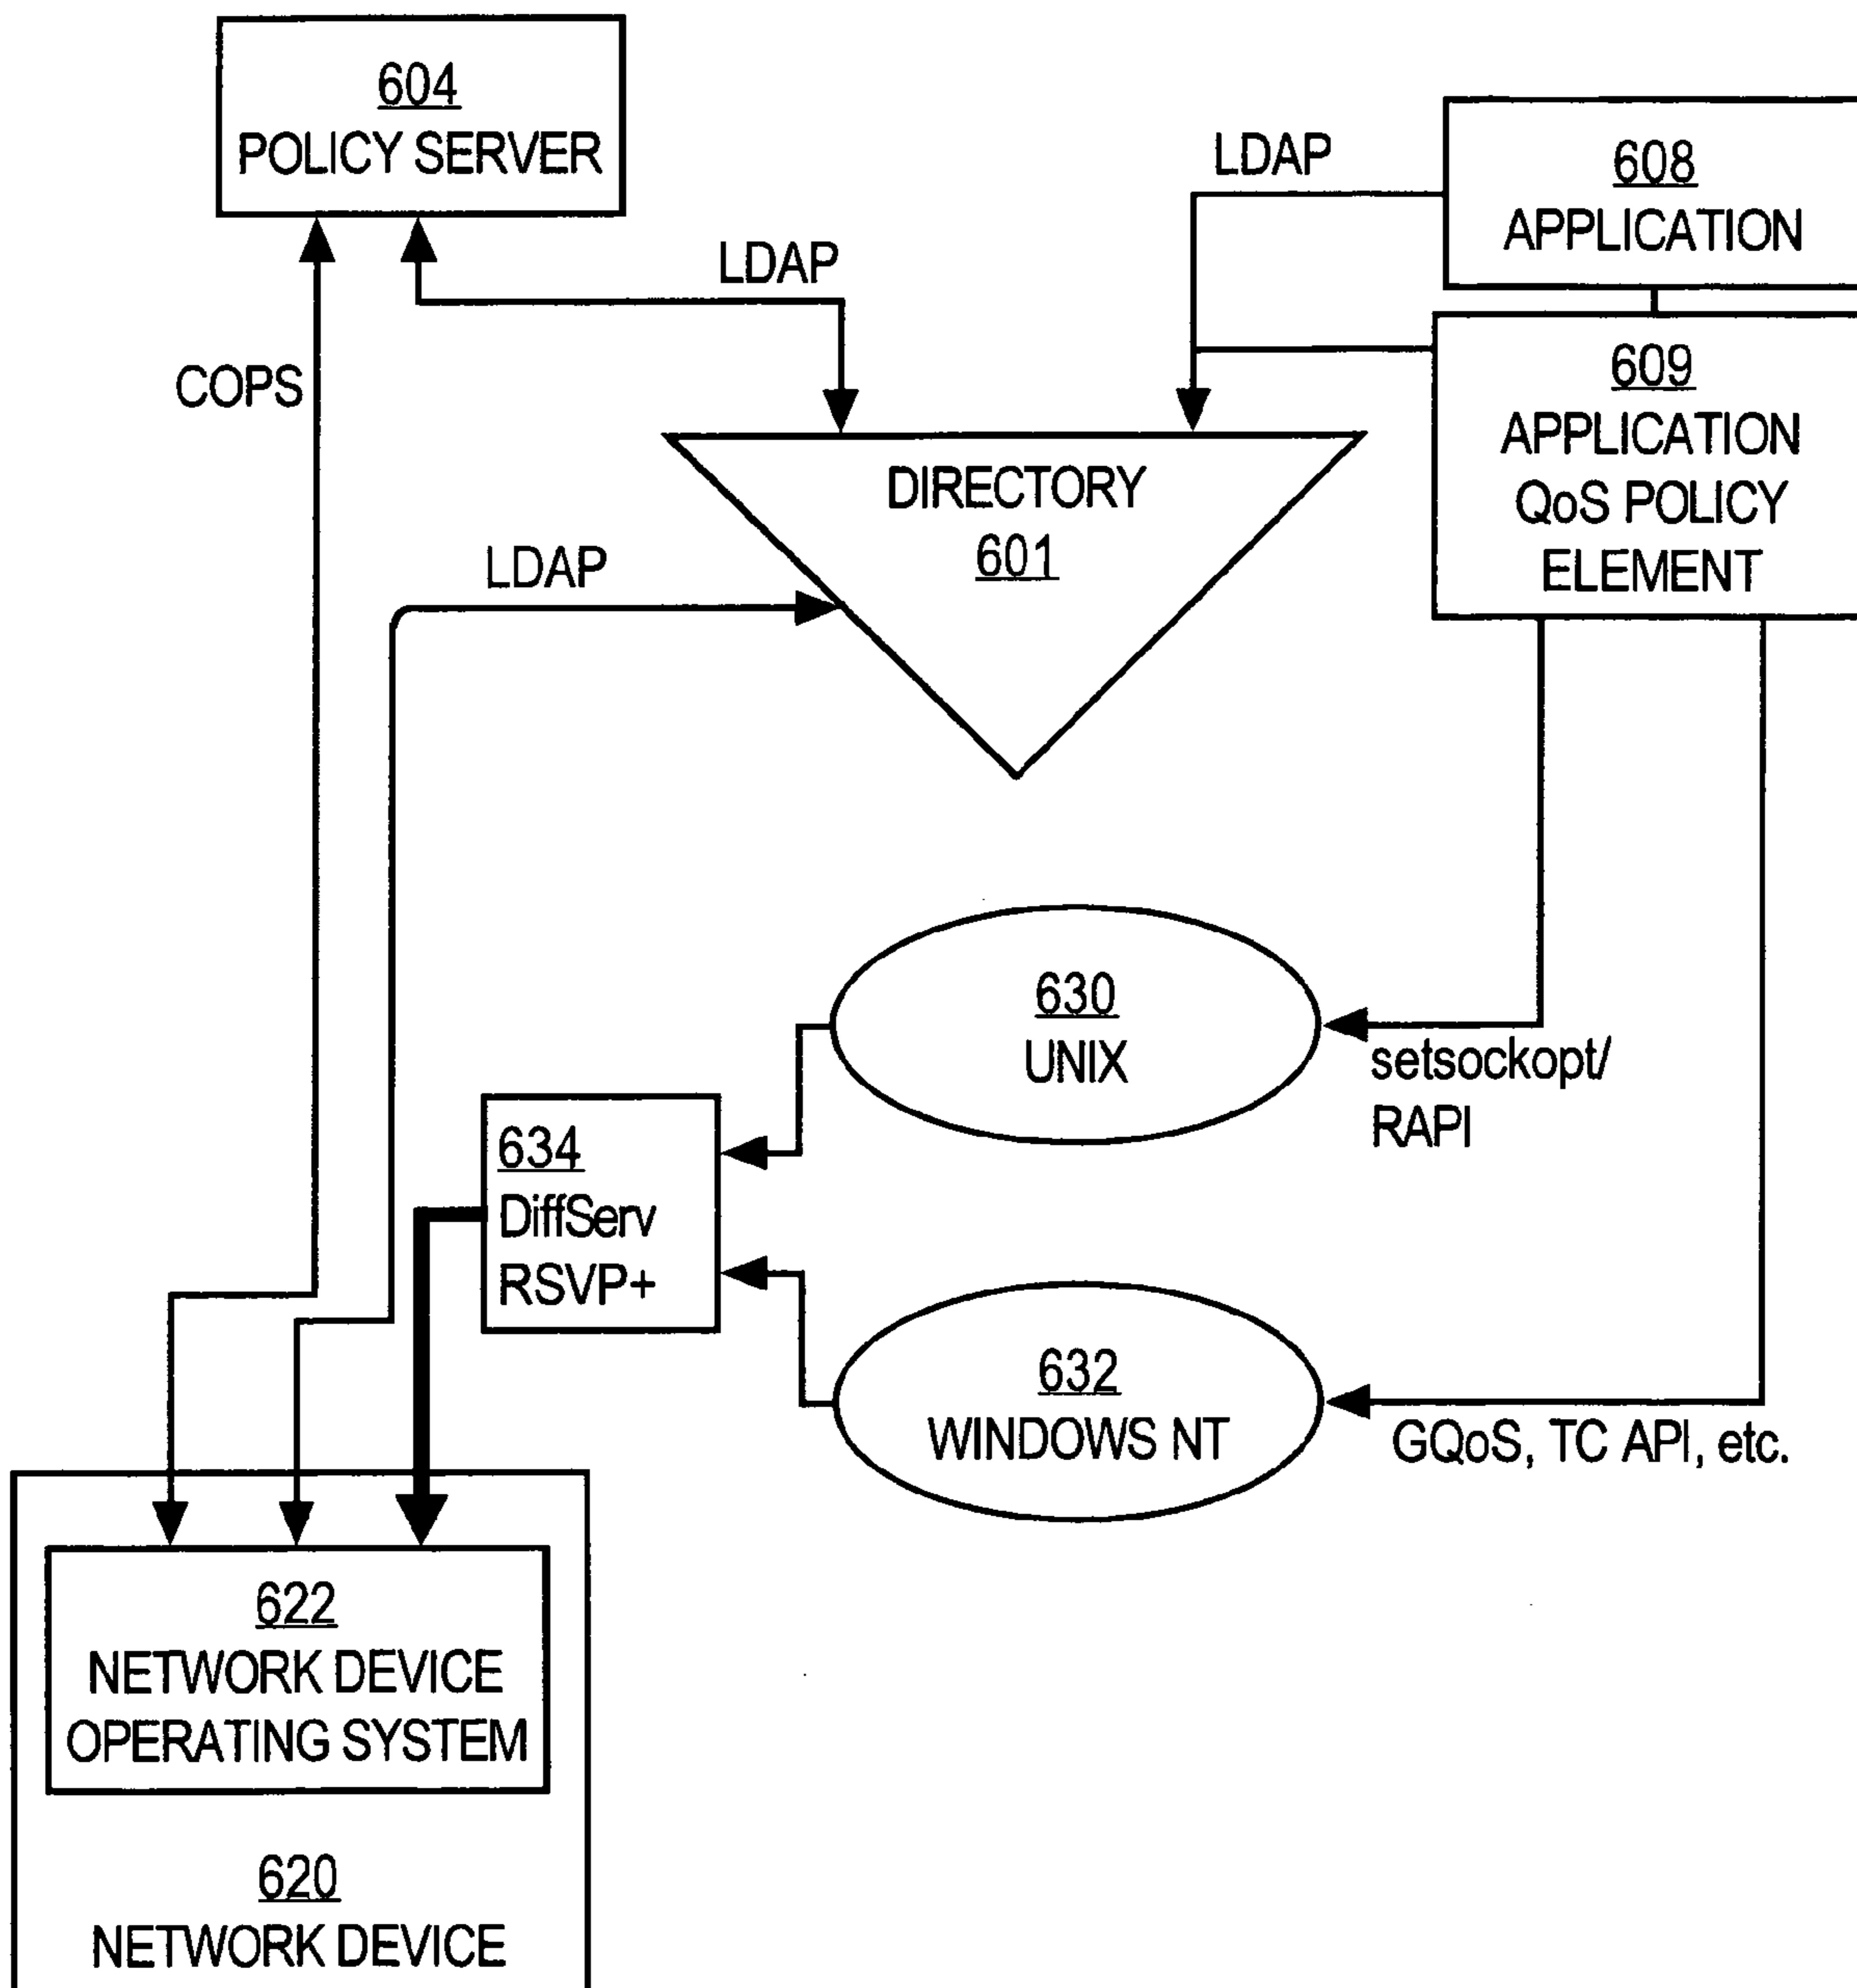 604
POLICY SERVER
LDAP
608
APPLICATION
LDAP
COPS
609
APPLICATION
QoS POLICY
ELEMENT
DIRECTORY
601
LDAP
630
UNIX
setsockopt/
RAPI
634
DiffServ
RSVP+
632
WINDOWS NT
GQoS, TC API, etc.
622
NETWORK DEVICE
OPERATING SYSTEM
620
NETWORK DEVICE